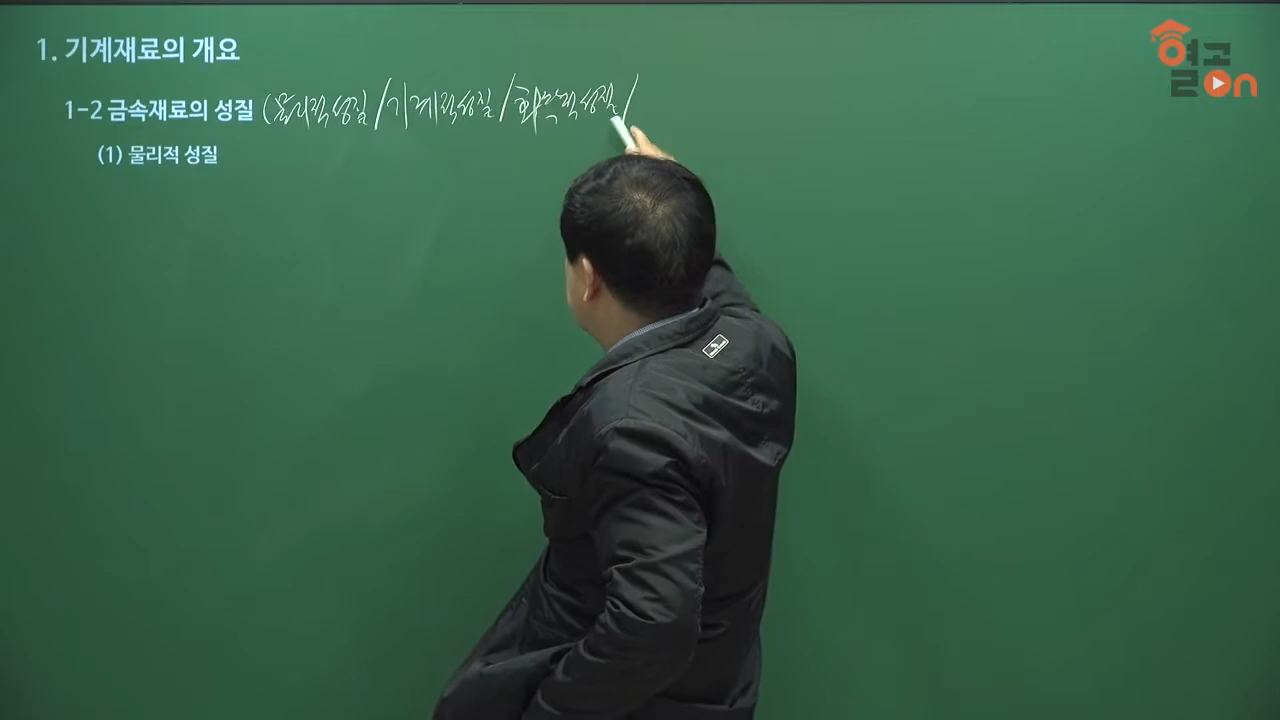 1. 기계재료의 개요
열고
On
1-2 금속재료의 성질 (물리적성질/기계적성질/화학적성질/
(1) 물리적 성질